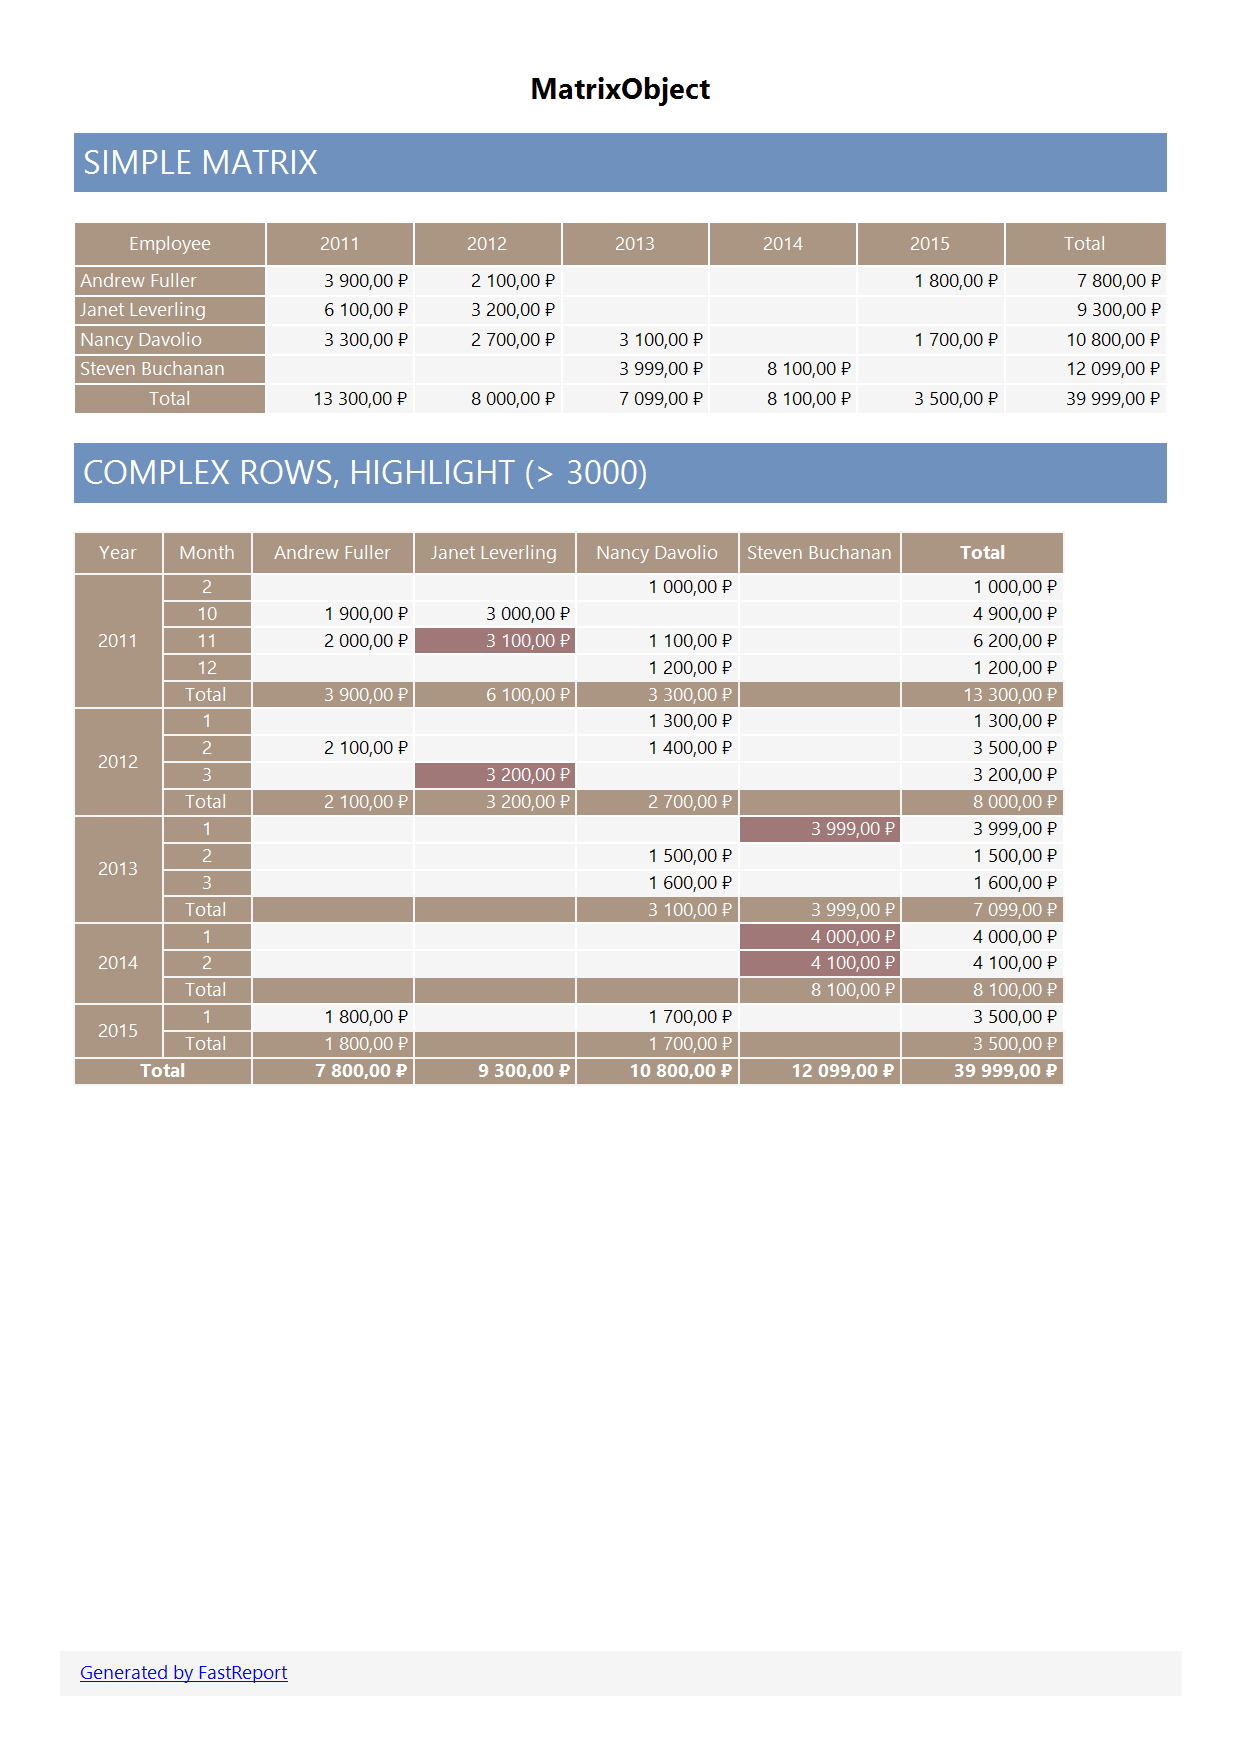 MatrixObject
SIMPLE MATRIX
Employee 2011 2012 2013 2014 2015 Total
Andrew Fuller 3 900,00 ₽ 2 100,00 ₽ 1 800,00 ₽ 7 800,00 ₽
Janet Leverling 6 100,00 ₽ 3 200,00 ₽ 9 300,00 ₽
Nancy Davolio 3 300,00 ₽ 2 700,00 ₽ 3 100,00 ₽ 1 700,00 ₽ 10 800,00 ₽
Steven Buchanan 3 999,00 ₽ 8 100,00 ₽ 12 099,00 ₽
Total 13 300,00 ₽ 8 000,00 ₽ 7 099,00 ₽ 8 100,00 ₽ 3 500,00 ₽ 39 999,00 ₽
COMPLEX ROWS, HIGHLIGHT (> 3000)
Year Month Andrew Fuller Janet Leverling Nancy Davolio Steven Buchanan Total
2 1 000,00 ₽ 1 000,00 ₽
10 1 900,00 ₽ 3 000,00 ₽ 4 900,00 ₽
2011 11 2 000,00 ₽ 3 100,00 ₽ 1 100,00 ₽ 6 200,00 ₽
12 1 200,00 ₽ 1 200,00 ₽
Total 3 900,00 ₽ 6 100,00 ₽ 3 300,00 ₽ 13 300,00 ₽
1 1 300,00 ₽ 1 300,00 ₽
2 2 100,00 ₽ 1 400,00 ₽ 3 500,00 ₽
2012
3 3 200,00 ₽ 3 200,00 ₽
Total 2 100,00 ₽ 3 200,00 ₽ 2 700,00 ₽ 8 000,00 ₽
1 3 999,00 ₽ 3 999,00 ₽
2 1 500,00 ₽ 1 500,00 ₽
2013
3 1 600,00 ₽ 1 600,00 ₽
Total 3 100,00 ₽ 3 999,00 ₽ 7 099,00 ₽
1 4 000,00 ₽ 4 000,00 ₽
2014 2 4 100,00 ₽ 4 100,00 ₽
Total 8 100,00 ₽ 8 100,00 ₽
1 1 800,00 ₽ 1 700,00 ₽ 3 500,00 ₽
2015
Total 1 800,00 ₽ 1 700,00 ₽ 3 500,00 ₽
Total 7 800,00 ₽ 9 300,00 ₽ 10 800,00 ₽ 12 099,00 ₽ 39 999,00 ₽
Generated by FastReport